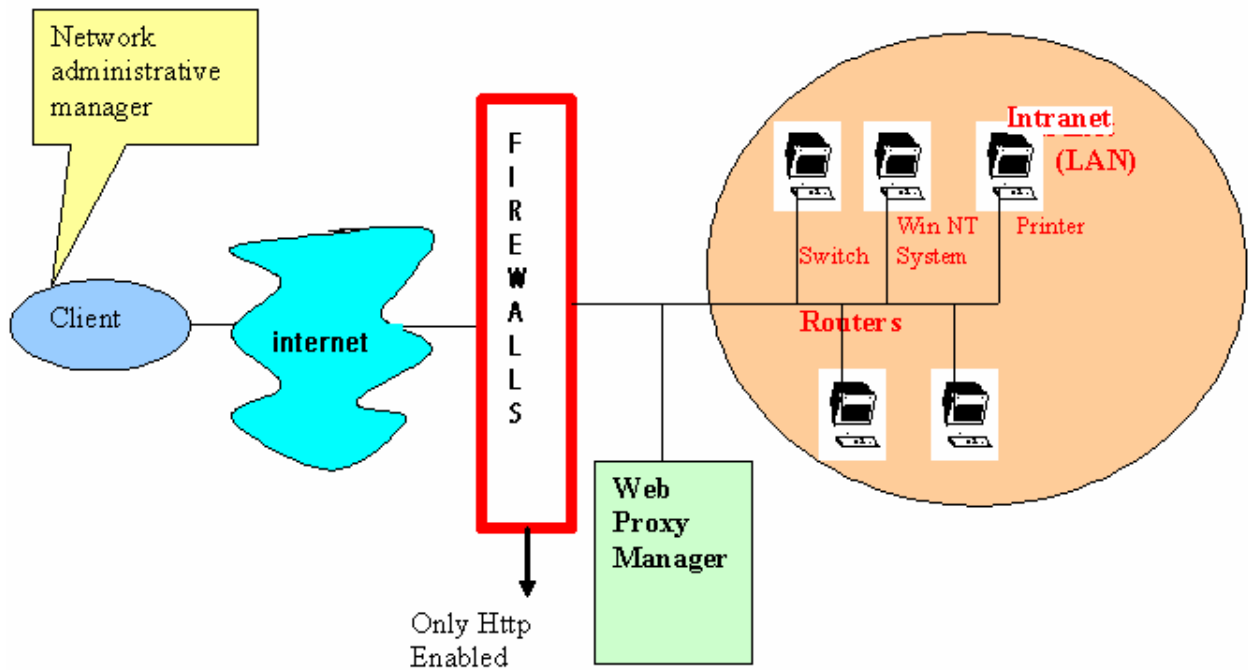 Network
administrative
manager
Client
internet
F
I
R
E
W
A
L
L
S
Only Http
Enabled
Web
Proxy
Manager
Intranet
(LAN)
Switch
Win NT
System
Printer
Routers